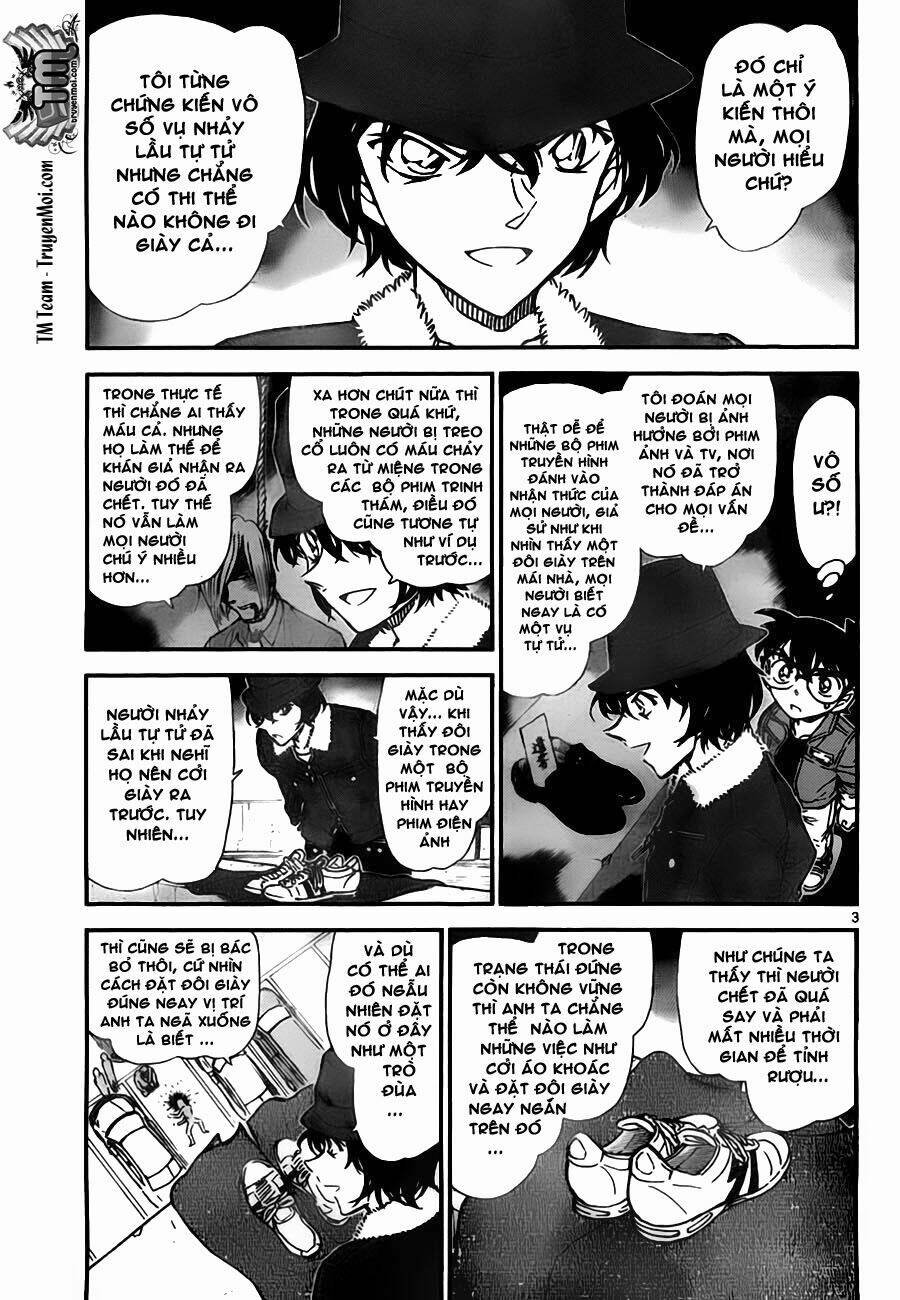 ĐÓ CHỈ
LÀ MỘT Ý
KIẾN THÔI
MÀ, MỌI
NGƯỜI HIỂU
CHỨ?
TÔI TỪNG
CHỨNG KIẾN VÔ
SỐ VỤ NHẢY
LẦU TỰ TỬ
NHƯNG CHẲNG
CÓ THI THỂ
NÀO KHÔNG ĐI
GIÀY CẢ...
TM
truyenmoi.com
TM Team - TruyenMoi.com
VÔ
SỐ
Ư?!
TÔI ĐOÁN MỌI
NGƯỜI BỊ ẢNH
HƯỞNG BỞI PHIM
ẢNH VÀ TV, NƠI
NÓ ĐÃ TRỞ
THÀNH ĐÁP ÁN
CHO MỌI VẤN
ĐỀ...
THẬT DỄ ĐỂ
NHỮNG BỘ PHIM
TRUYỀN HÌNH
ĐÁNH VÀO
NHẬN THỨC CỦA
MỌI NGƯỜI, GIẢ
SỬ NHƯ KHI
NHÌN THẤY MỘT
ĐÔI GIÀY TRÊN
MÁI NHÀ, MỌI
NGƯỜI BIẾT
NGAY LÀ CÓ
MỘT VỤ
TỰ TỬ...
XA HƠN CHÚT NỮA THÌ
TRONG QUÁ KHỨ,
NHỮNG NGƯỜI BỊ TREO
CỔ LUÔN CÓ MÁU CHẢY
RA TỪ MIỆNG TRONG
CÁC BỘ PHIM TRINH
THÁM, ĐIỀU ĐÓ
CŨNG TƯƠNG TỰ
NHƯ VÍ DỤ
TRƯỚC...
TRONG THỰC TẾ
THÌ CHẲNG AI THẤY
MÁU CẢ. NHƯNG
HỌ LÀM THẾ ĐỂ
KHÁN GIẢ NHẬN RA
NGƯỜI ĐÓ ĐÃ
CHẾT. TUY THẾ
NÓ VẪN LÀM
MỌI NGƯỜI
CHÚ Ý NHIỀU
HƠN...
MẶC DÙ
VẬY... KHI
THẤY ĐÔI
GIÀY TRONG
MỘT BỘ
PHIM TRUYỀN
HÌNH HAY
PHIM ĐIỆN
ẢNH
NGƯỜI NHẢY
LẦU TỰ TỬ ĐÃ
SAI KHI NGHĨ
HỌ NÊN CỞI
GIÀY RA
TRƯỚC. TUY
NHIÊN...
3
NHƯ CHÚNG TA
THẤY THÌ NGƯỜI
CHẾT ĐÃ QUÁ
SAY VÀ PHẢI
MẤT NHIỀU THỜI
GIAN ĐỂ TỈNH
RƯỢU...
TRONG
TRẠNG THÁI ĐỨNG
CÒN KHÔNG VỮNG
THÌ ANH TA CHẲNG
THỂ NÀO LÀM
NHỮNG VIỆC NHƯ
CỞI ÁO KHOÁC
VÀ ĐẶT ĐÔI GIÀY
NGAY NGẮN
TRÊN ĐÓ
...
VÀ DÙ
CÓ THỂ AI
ĐÓ NGẪU
NHIÊN ĐẶT
NÓ Ở ĐÂY
NHƯ MỘT
TRÒ
ĐÙA
...
THÌ CŨNG SẼ BỊ BÁC
BỎ THÔI, CỨ NHÌN
CÁCH ĐẶT ĐÔI GIÀY
ĐÚNG NGAY VỊ TRÍ
ANH TA NGÃ XUỐNG
LÀ BIẾT ...